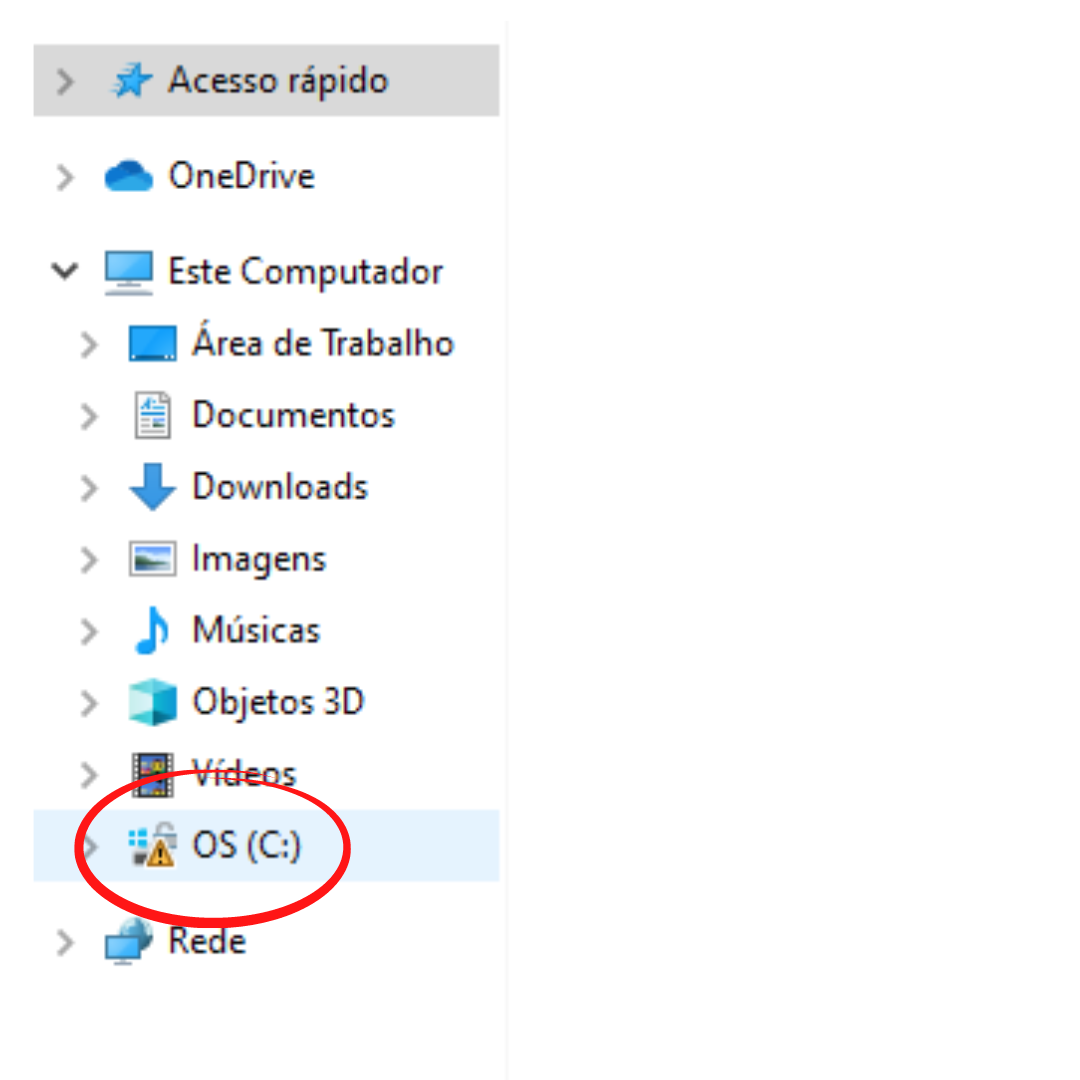 Acesso rápido
OneDrive
Este Computador
Área de Trabalho
Documentos
Downloads
Imagens
Músicas
Objetos 3D
Vídeos
OS (C:)
Rede